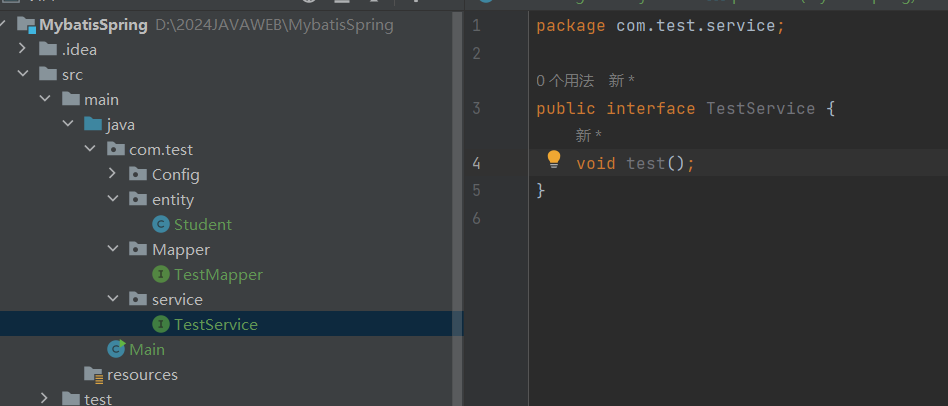 MybatisSpring D:\2024JAVAWEB\MybatisSpring
.idea
src
main
java
com.test
Config
entity
C Student
Mapper
I TestMapper
service
I TestService
C Main
resources
test
1 package com.test.service;
2
0 个用法 新 *
3 public interface TestService {
新 *
4 void test();
5 }
6